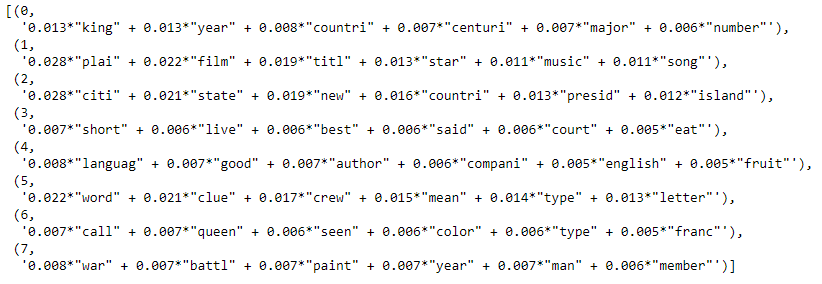 [(0,
'0.013*"king" + 0.013*"year" + 0.008*"countri" + 0.007*"centuri" + 0.007*"major" + 0.006*"number"'),
(1,
'0.028*"plai" + 0.022*"film" + 0.019*"titl" + 0.013*"star" + 0.011*"music" + 0.011*"song"'),
(2,
'0.028*"citi" + 0.021*"state" + 0.019*"new" + 0.016*"countri" + 0.013*"presid" + 0.012*"island"'),
(3,
'0.007*"short" + 0.006*"live" + 0.006*"best" + 0.006*"said" + 0.006*"court" + 0.005*"eat"'),
(4,
'0.008*"languag" + 0.007*"good" + 0.007*"author" + 0.006*"compani" + 0.005*"english" + 0.005*"fruit"'),
(5,
'0.022*"word" + 0.021*"clue" + 0.017*"crew" + 0.015*"mean" + 0.014*"type" + 0.013*"letter"'),
(6,
'0.007*"call" + 0.007*"queen" + 0.006*"seen" + 0.006*"color" + 0.006*"type" + 0.005*"franc"'),
(7,
'0.008*"war" + 0.007*"battl" + 0.007*"paint" + 0.007*"year" + 0.007*"man" + 0.006*"member"')]